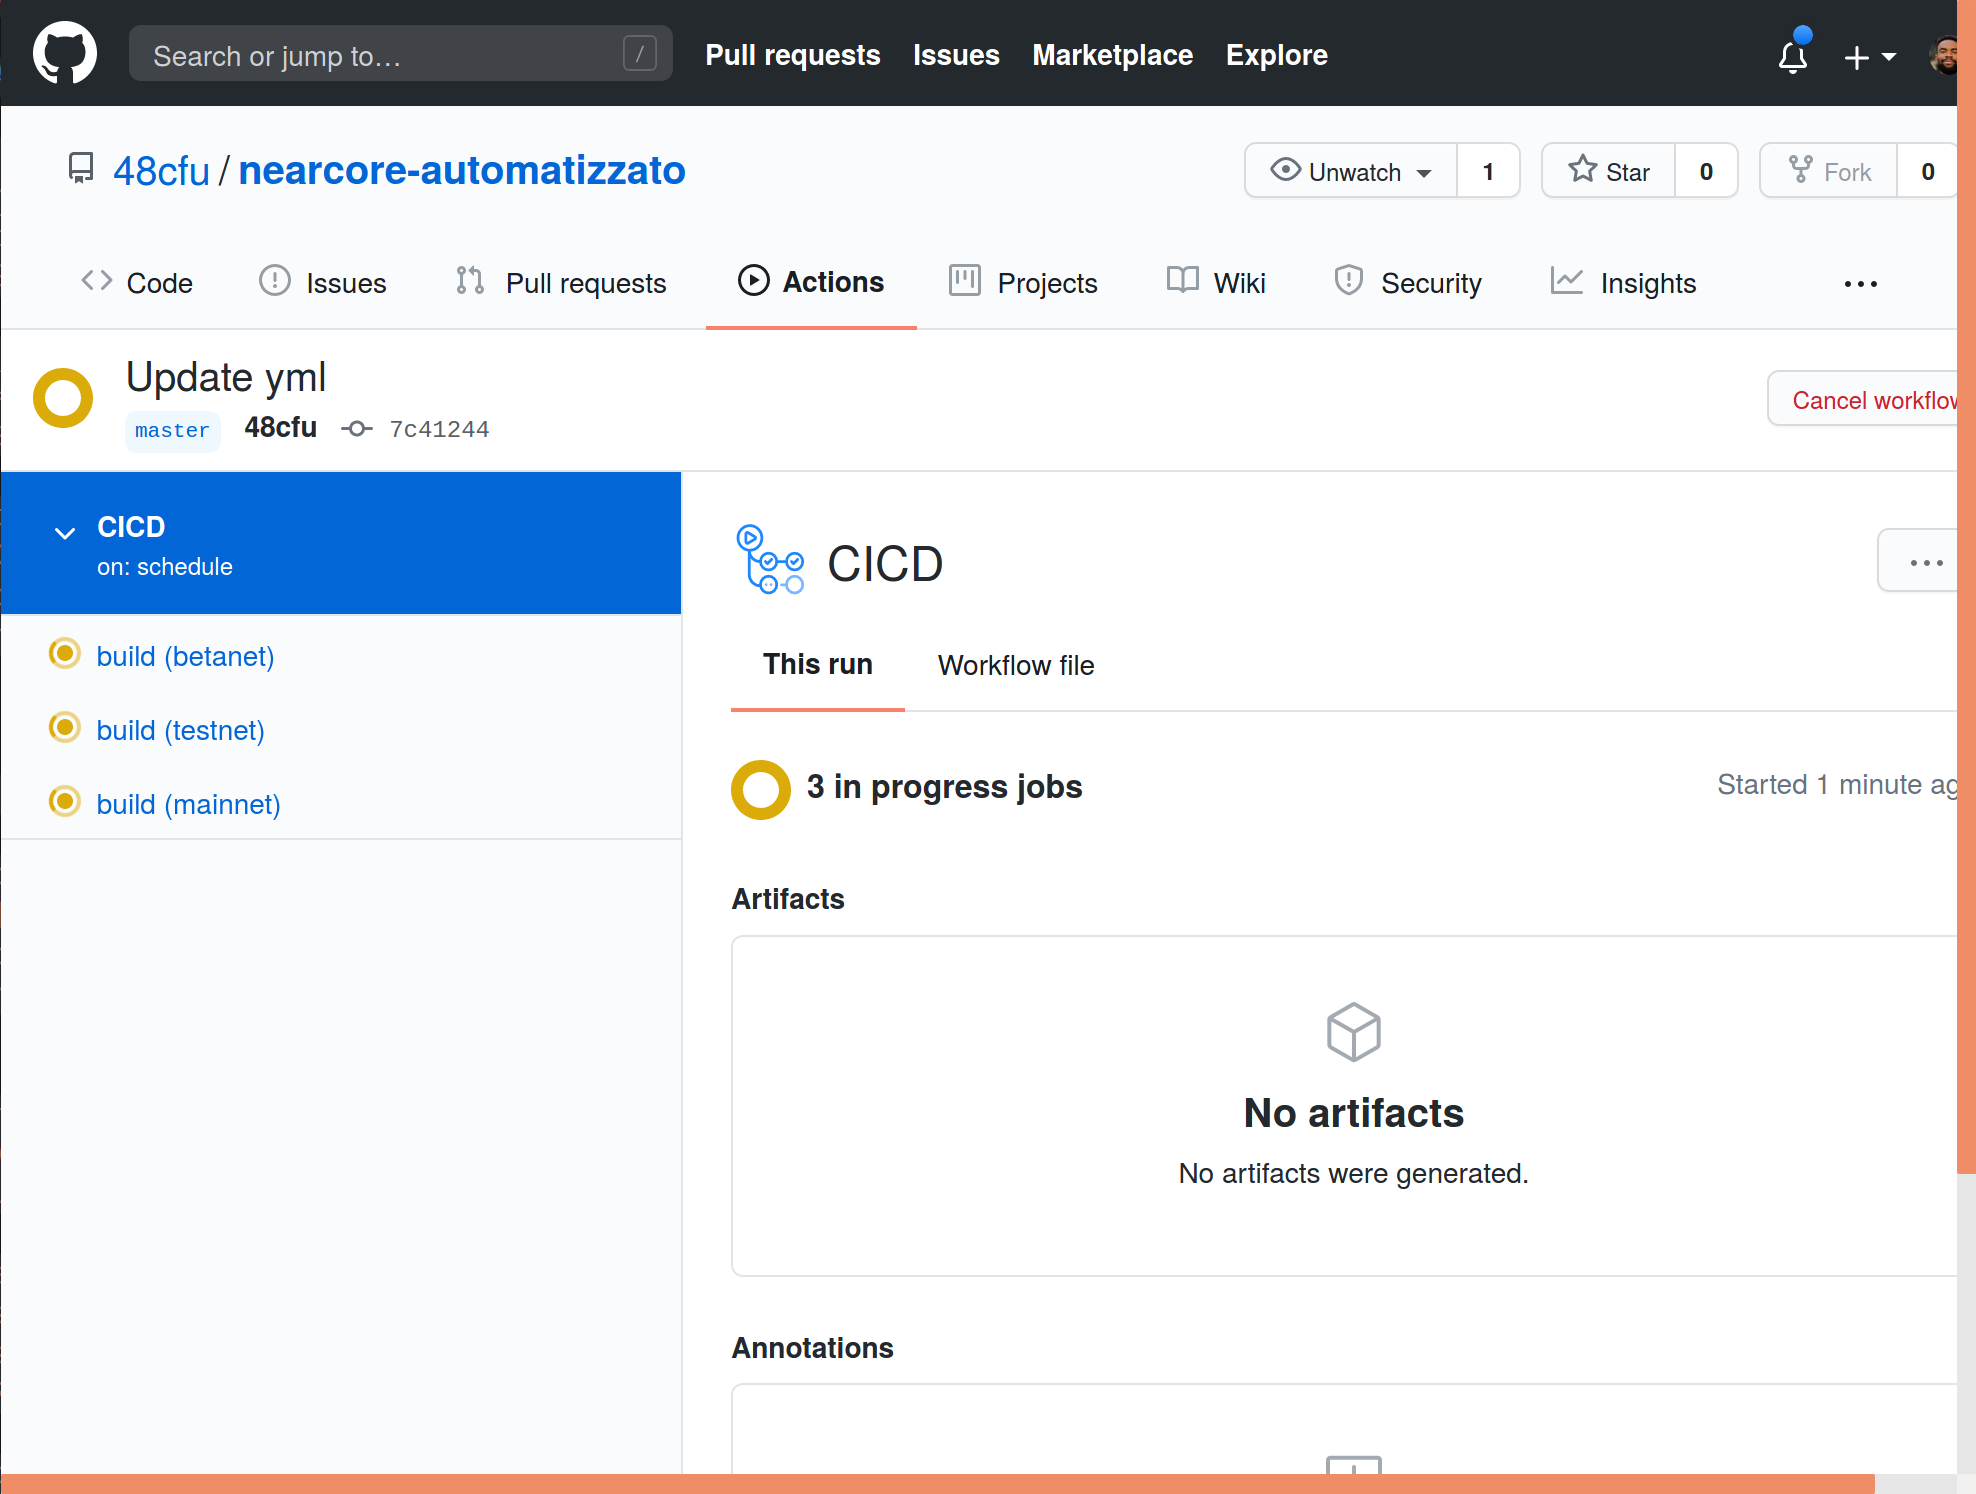 Search or jump to… /
Pull requests Issues Marketplace Explore
48cfu / nearcore-automatizzato
Unwatch 1 Star 0 Fork 0
Code Issues Pull requests Actions Projects Wiki Security Insights
Update yml
master 48cfu 7c41244
Cancel workflow
CICD
on: schedule
build (betanet)
build (testnet)
build (mainnet)
CICD
This run Workflow file
3 in progress jobs
Started 1 minute ag
Artifacts
No artifacts
No artifacts were generated.
Annotations